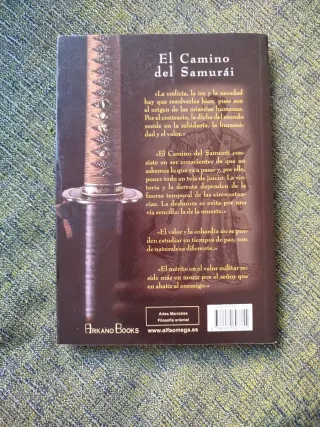 El Camino
del Samurái
«La codicia, la ira y la necedad
hay que resolverlas bien, pues son
el origen de las miserias humanas.
Por el contrario, la dicha del mundo
reside en la sabiduría, la humani-
dad y el valor.»
«El Camino del Samurái con-
siste en ser conscientes de que no
sabemos lo que va a pasar y, por ello,
poner todo en tela de juicio. La vic-
toria y la derrota dependen de la
fuerza temporal de las circunstan-
cias. La deshonra se evita por una
vía sencilla: la de la muerte.»
«El valor y la cobardía no se pue-
den estudiar en tiempos de paz; son
de naturaleza diferente.»
«El mérito en el valor militar re-
side más en morir por el señor que
en abatir al enemigo.»
ARKANO BOOKS
Artes Marciales
Filosofía oriental
www.alfaomega.es